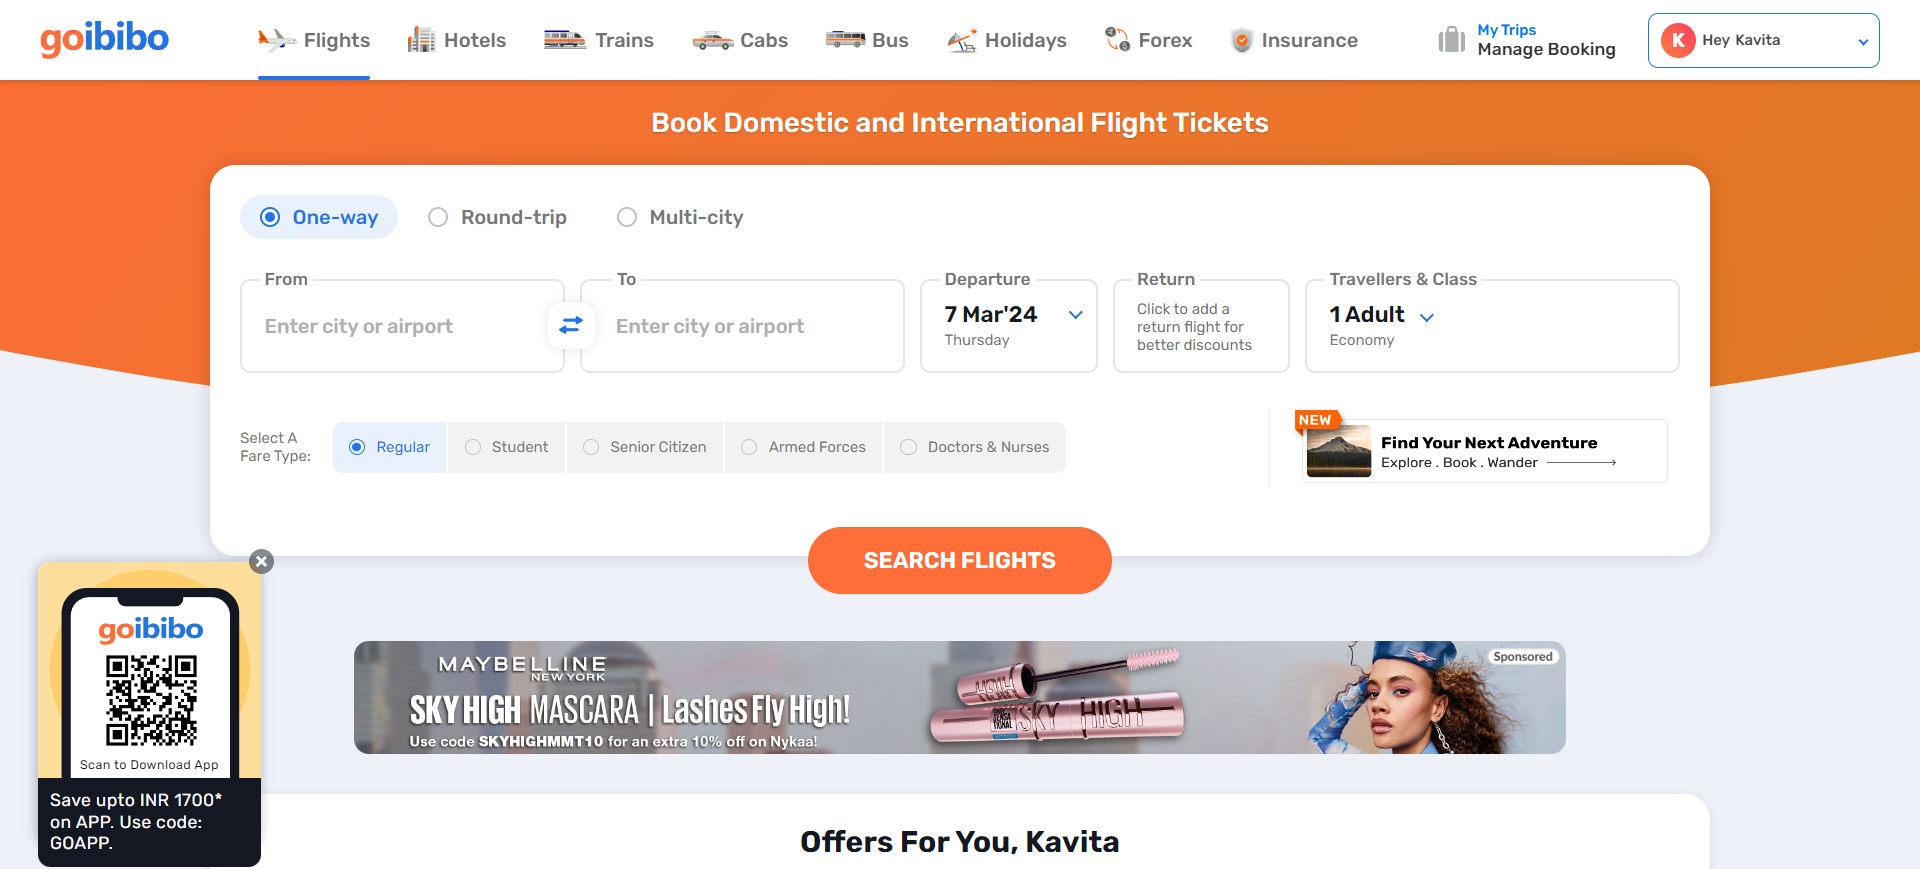 goibibo
Flights
Hotels
Trains
Cabs
Bus
Holidays
Forex
Insurance
My Trips
Manage Booking
K
Hey Kavita
Book Domestic and International Flight Tickets
One-way
Round-trip
Multi-city
From
Enter city or airport
To
Enter city or airport
Departure
7 Mar'24
Thursday
Return
Click to add a
return flight for
better discounts
Travellers & Class
1 Adult
Economy
Select A
Fare Type:
Regular
Student
Senior Citizen
Armed Forces
Doctors & Nurses
NEW
Find Your Next Adventure
Explore . Book . Wander
SEARCH FLIGHTS
goibibo
Scan to Download App
Save upto INR 1700*
on APP. Use code:
GOAPP.
MAYBELLINE
NEW YORK
SKY HIGH MASCARA | Lashes Fly High!
Use code SKYHIGHMMT10 for an extra 10% off on Nykaa!
SKY HIGH
Sponsored
Offers For You, Kavita